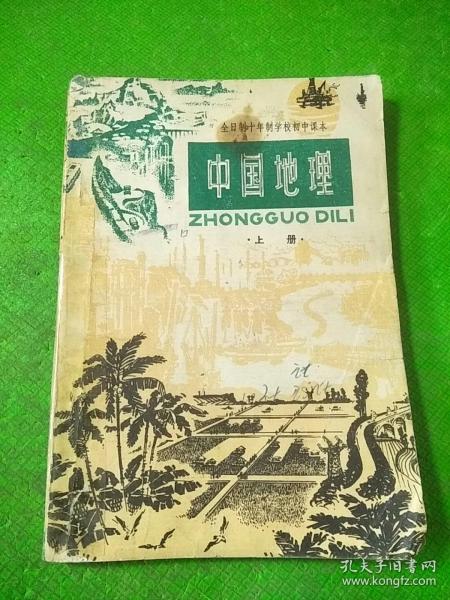 全日制十年制学校初中课本
中国地理
ZHONGGUO DILI
·上册·
孔夫子旧书网
www.kongfz.com